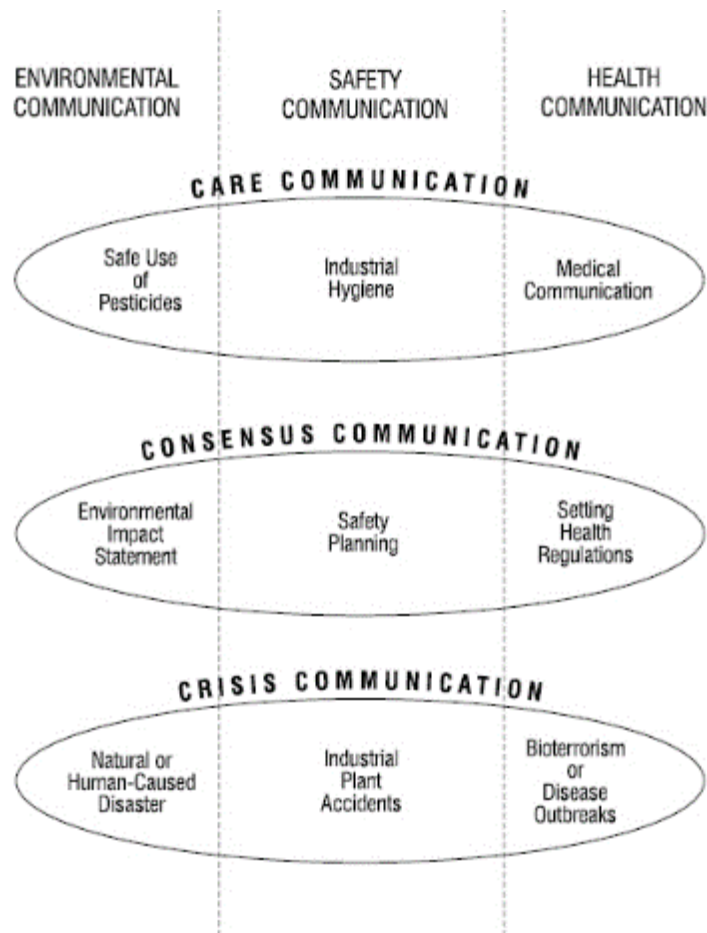 ENVIRONMENTAL
COMMUNICATION
SAFETY
COMMUNICATION
HEALTH
COMMUNICATION
CARE COMMUNICATION
Safe Use
of
Pesticides
Industrial
Hygiene
Medical
Communication
CONSENSUS COMMUNICATION
Environmental
Impact
Statement
Safety
Planning
Setting
Health
Regulations
CRISIS COMMUNICATION
Natural or
Human-Caused
Disaster
Industrial
Plant
Accidents
Bioterrorism
or
Disease
Outbreaks